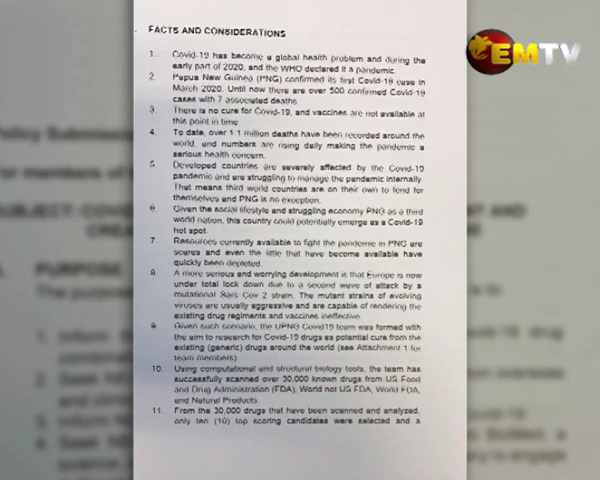 EMTV
FACTS AND CONSIDERATIONS
1. Covid-19 has become a global health problem and during the
early part of 2020, and the WHO declared it a pandemic.
2. Papua New Guinea (PNG) confirmed its first Covid-19 case in
March 2020. Until now there are over 500 confirmed Covid-19
cases with 7 associated deaths
3. There is no cure for Covid-19, and vaccines are not available at
this point in time
4. To date, over 1.1 million deaths have been recorded around the
world, and numbers are rising daily making the pandemic a
serious health concern.
5. Developed countries are severely affected by the Covid-19
pandemic and are struggling to manage the pandemic internally.
That means third world countries are on their own to fend for
themselves and PNG is no exception.
6. Given the social lifestyle and struggling economy PNG as a third
world nation, this country could potentially emerge as a Covid-19
hot spot.
7. Resources currently available to fight the pandemic in PNG are
scares and even the little that have become available have
quickly been depleted.
8. A more serious and worrying development is that Europe is now
under total lock down due to a second wave of attack by a
mutational Sars Cov 2 strain. The mutant strains of evolving
viruses are usually aggressive and are capable of rendering the
existing drug regiments and vaccines ineffective.
9. Given such scenario, the UPNG Covid19 team was formed with
the aim to research for Covid-19 drugs as potential cure from the
existing (generic) drugs around the world (see Attachment 1 for
team members)
10. Using computational and structural biology tools, the team has
successfully scanned over 30,000 known drugs from US Food
and Drug Administration (FDA), World not US FDA, World FDA,
and Natural Products.
11. From the 30,000 drugs that have been scanned and analyzed,
only ten (10) top scoring candidates were selected and a